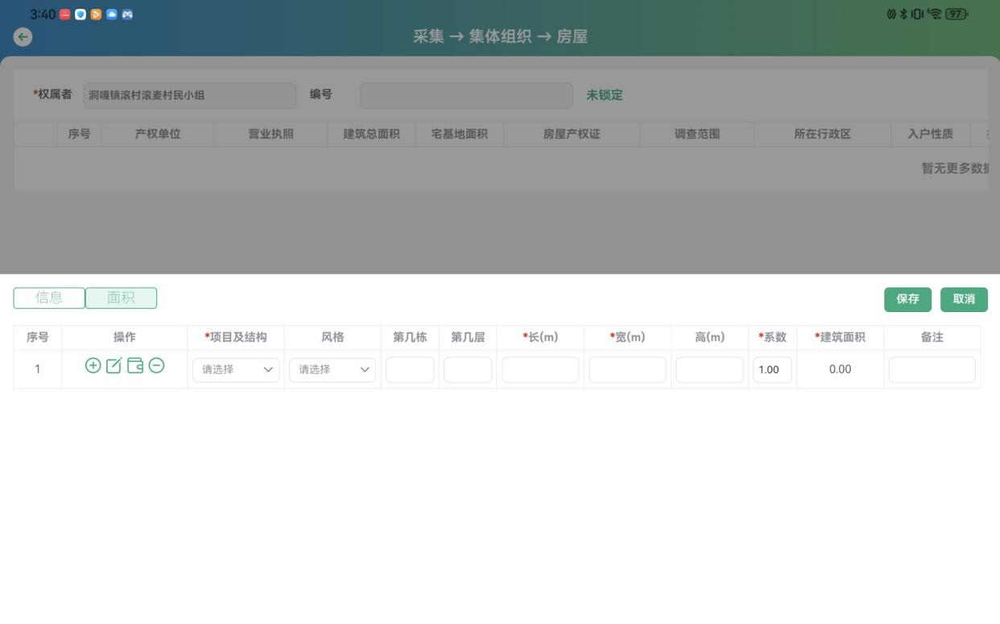 3:40
97
采集 → 集体组织 → 房屋
*权属者 洞嘎镇滚村滚麦村民小组 编号 未锁定
序号 产权单位 营业执照 建筑总面积 宅基地面积 房屋产权证 调查范围 所在行政区 入户性质
暂无更多数据
信息 面积 保存 取消
序号 操作 *项目及结构 风格 第几栋 第几层 *长(m) *宽(m) 高(m) *系数 *建筑面积 备注
1 请选择 请选择 1.00 0.00